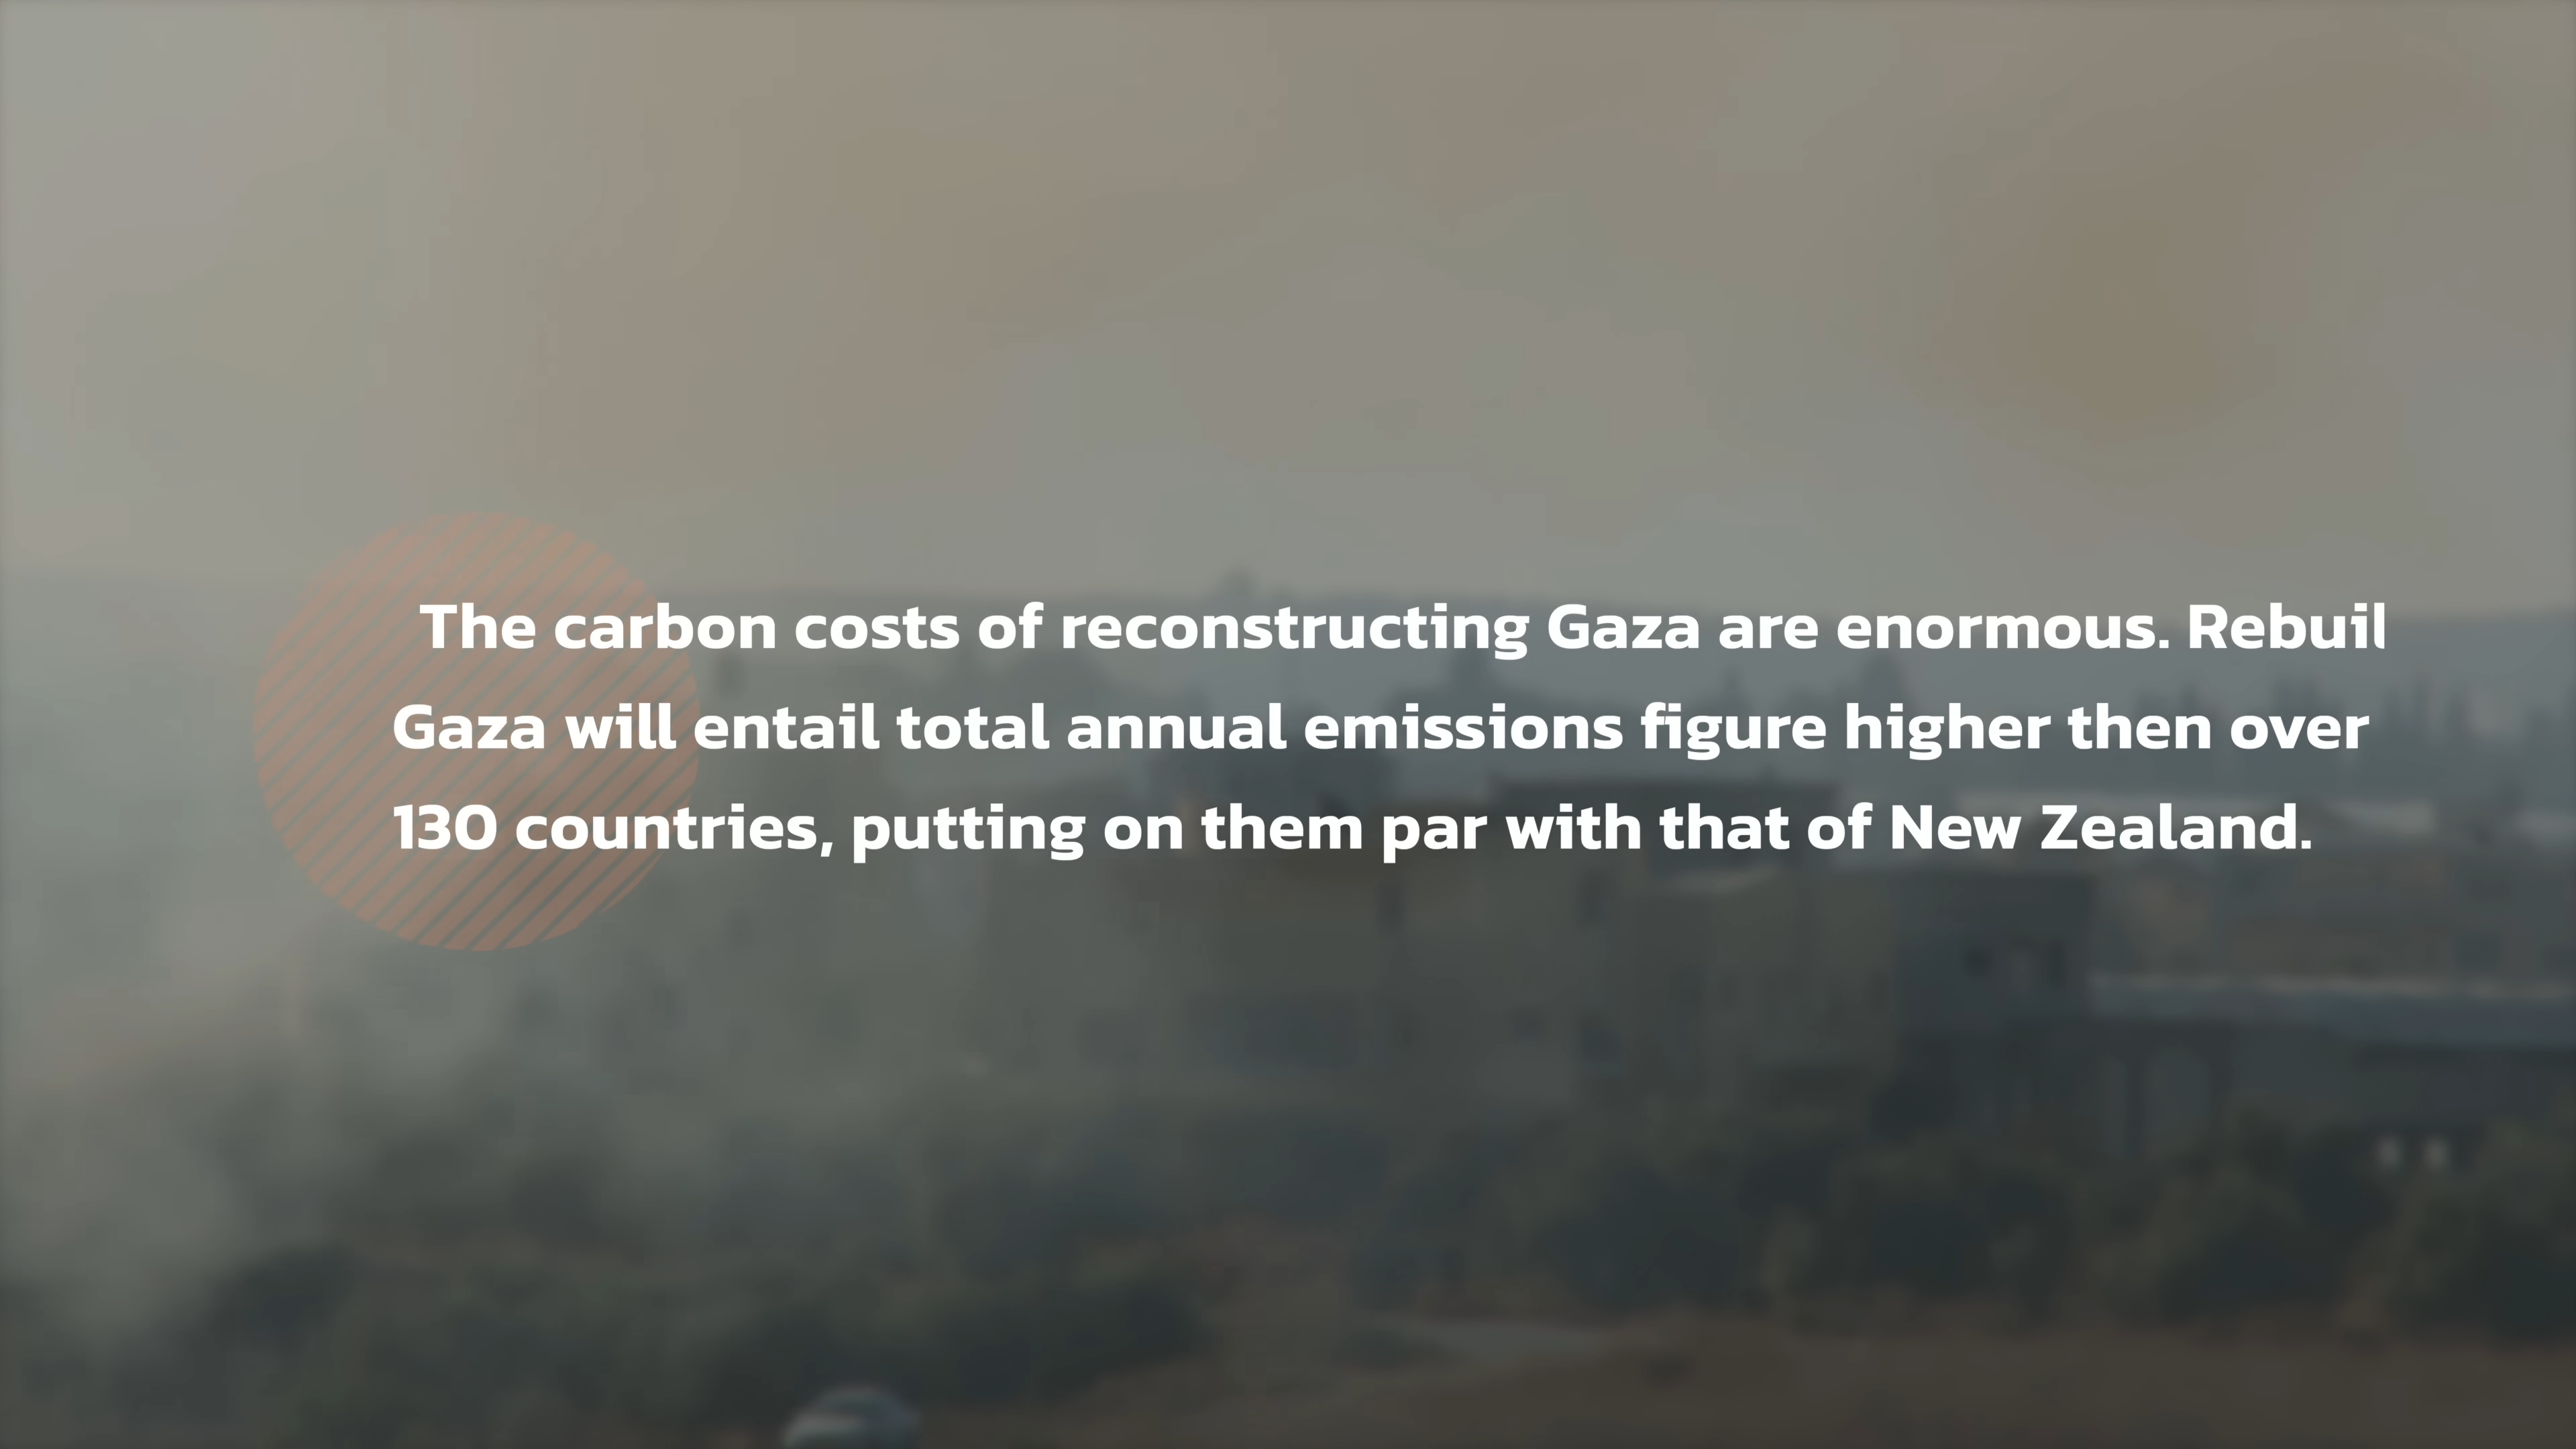 The carbon costs of reconstructing Gaza are enormous. Rebuil
Gaza will entail total annual emissions figure higher then over
130 countries, putting on them par with that of New Zealand.